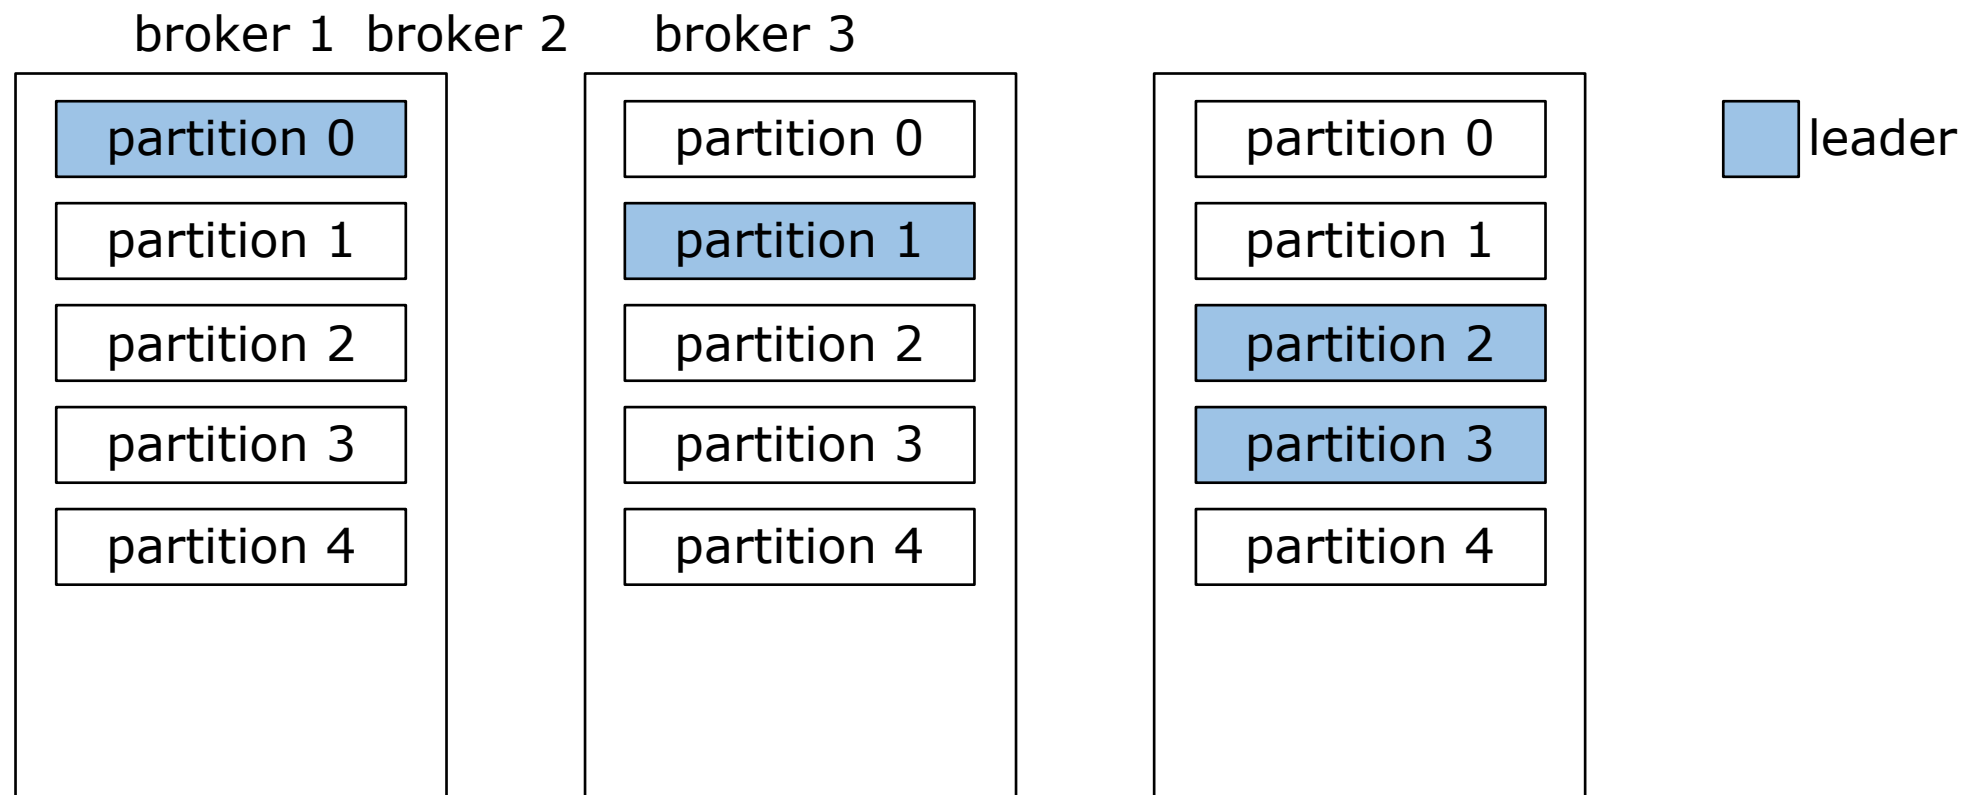 broker 1 broker 2 broker 3
partition 0 partition 0 partition 0 leader
partition 1 partition 1 partition 1
partition 2 partition 2 partition 2
partition 3 partition 3 partition 3
partition 4 partition 4 partition 4